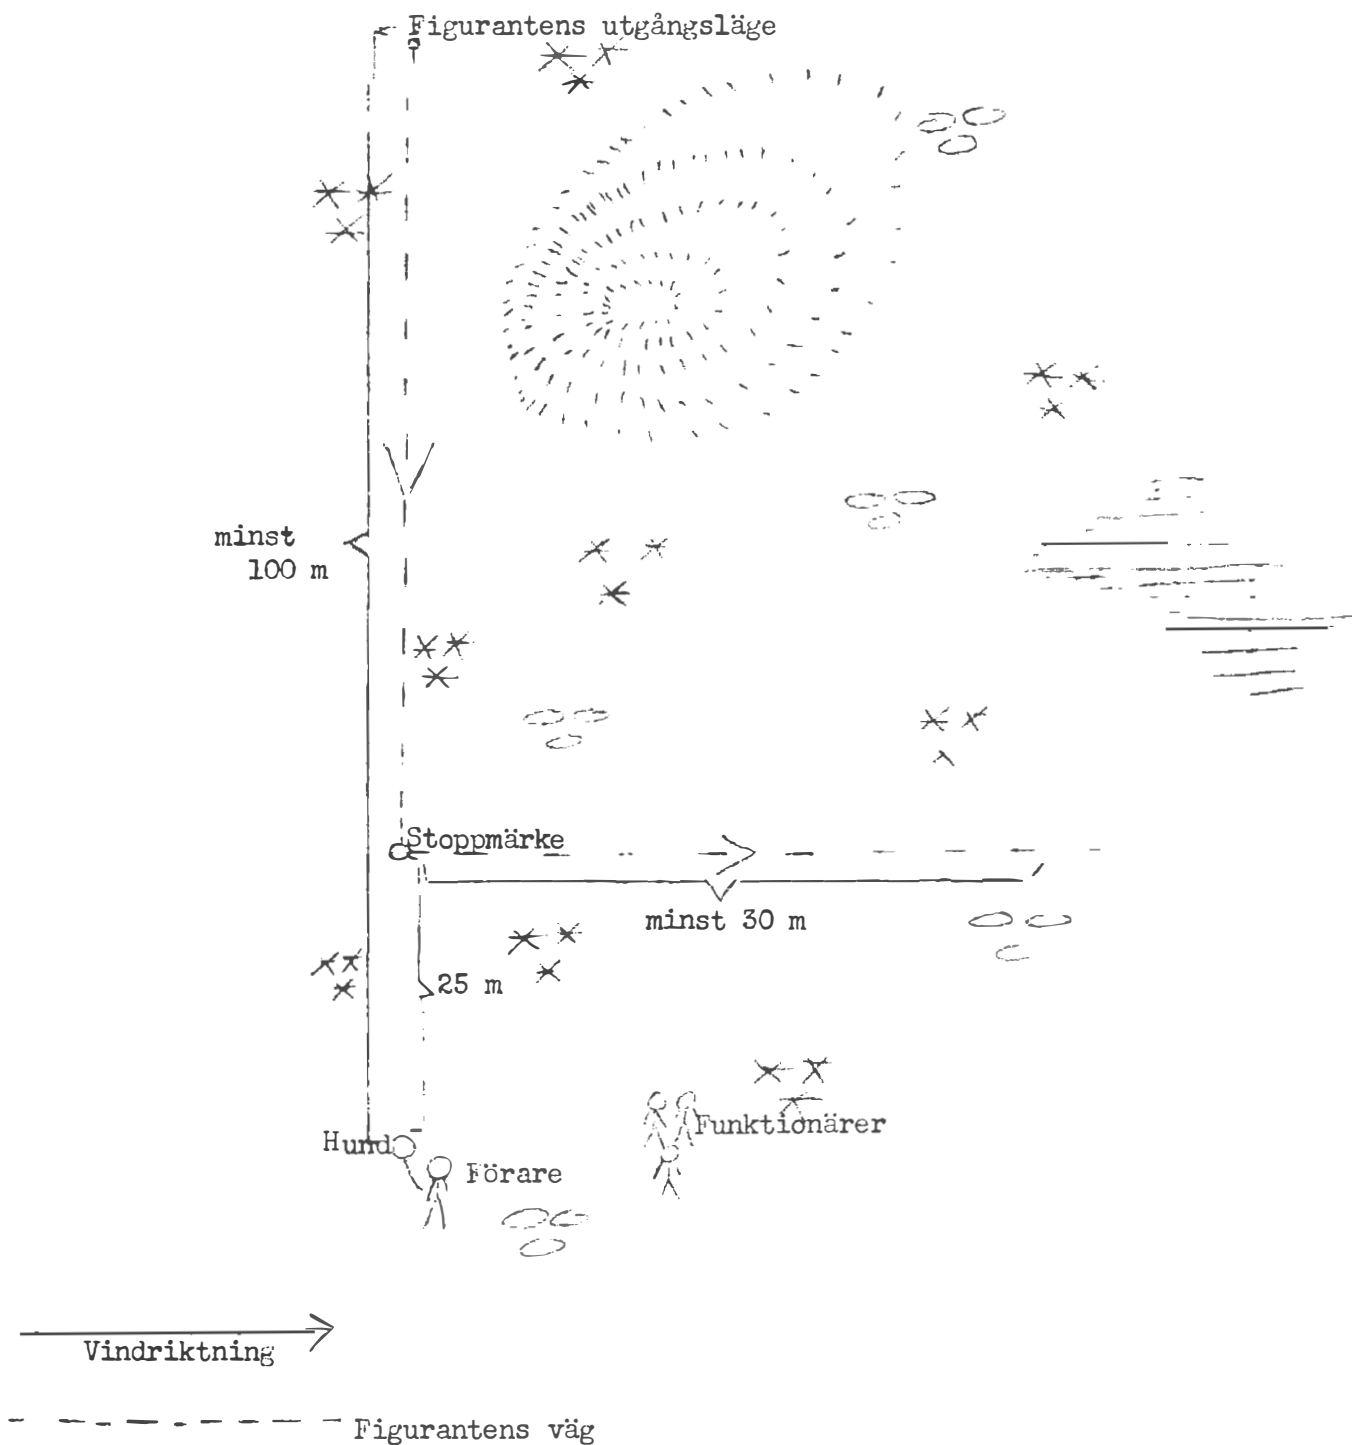 Figurantens utgångsläge
minst
100 m
Stoppmärke
minst 30 m
25 m
Funktionärer
Hund
Förare
Vindriktning
Figurantens väg